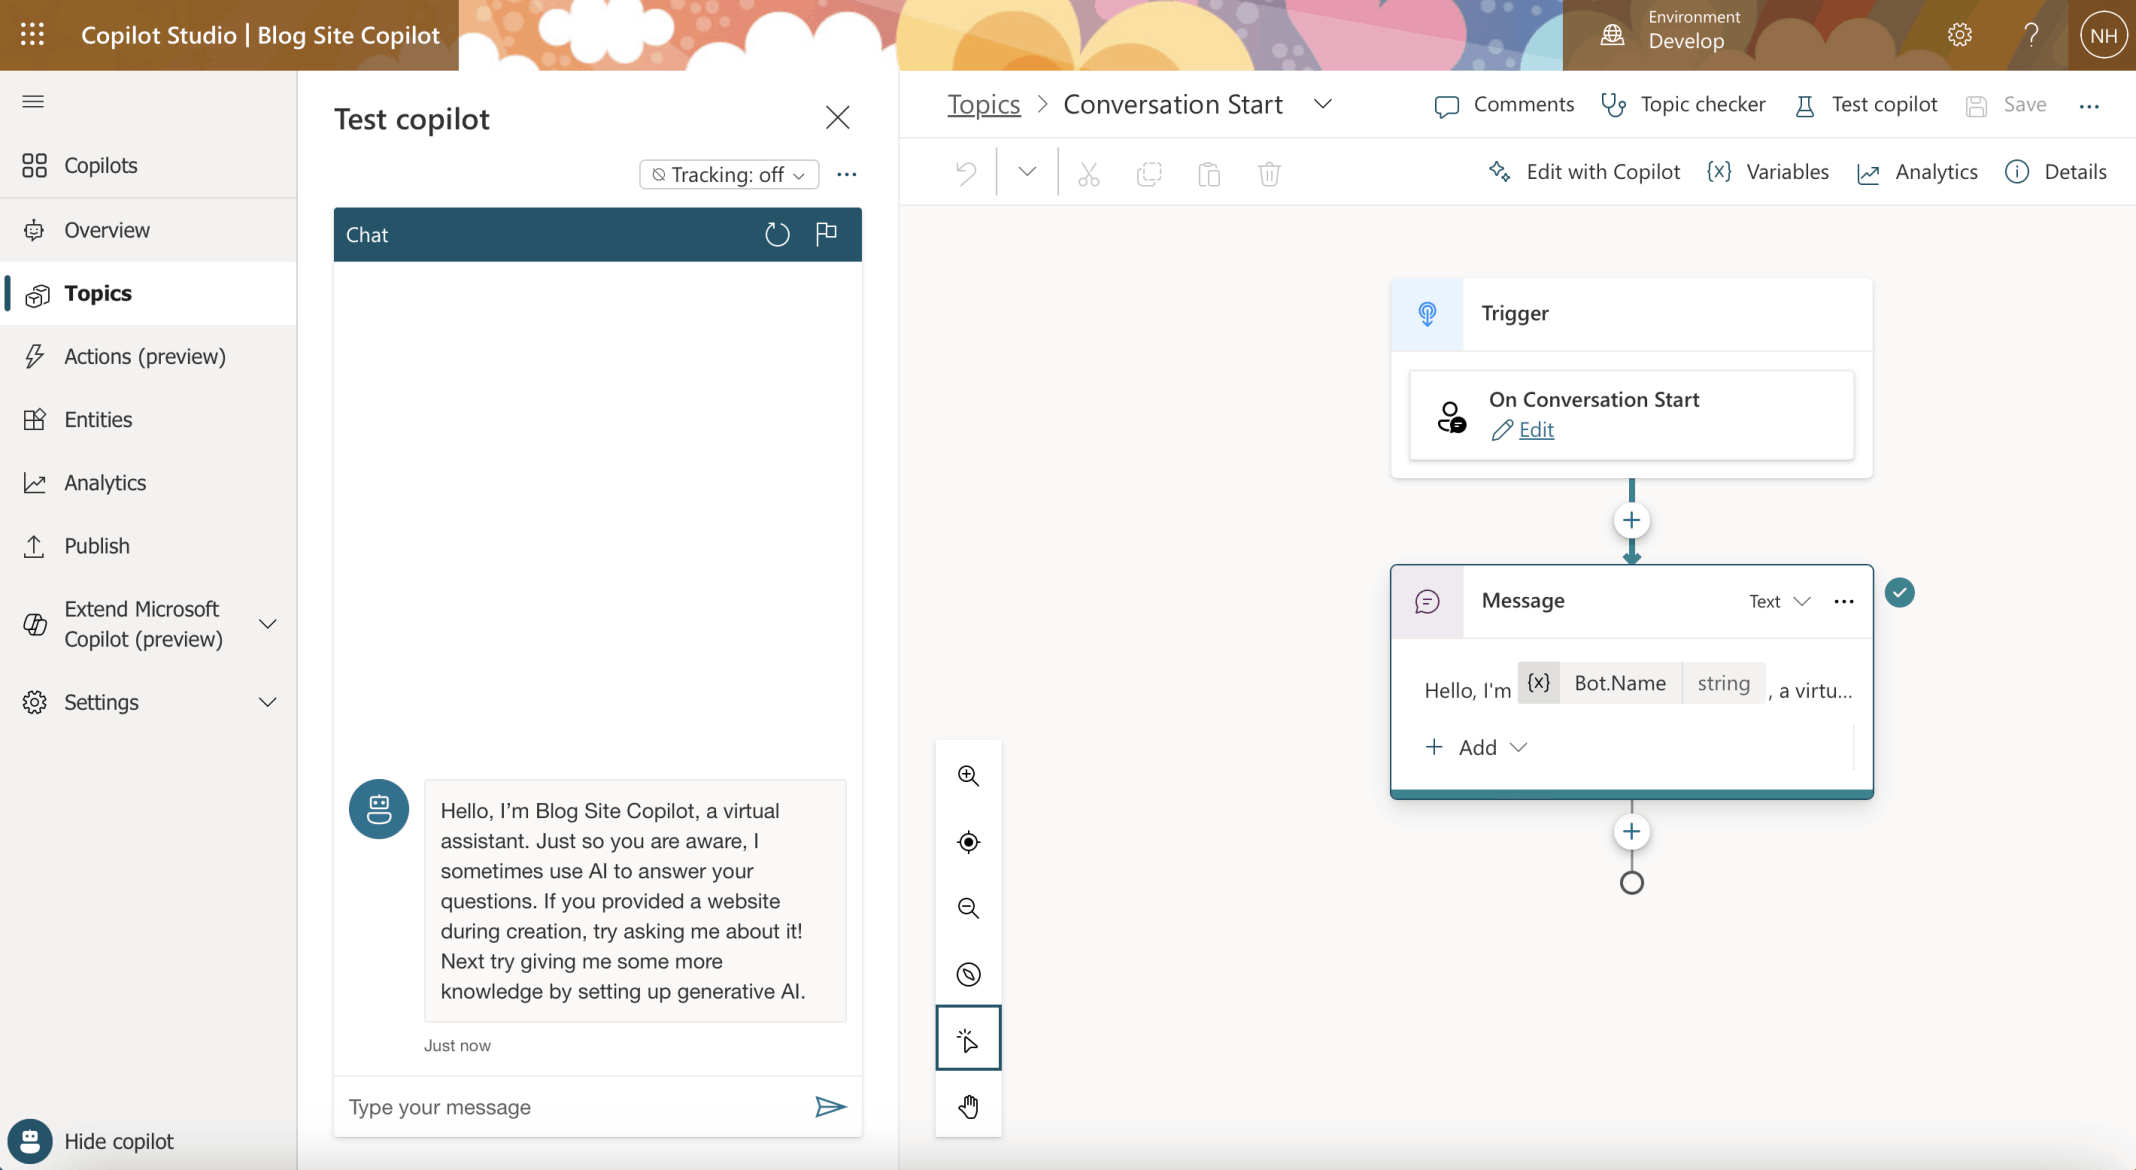 Copilot Studio | Blog Site Copilot
Environment
Develop
NH
Copilots
Overview
Topics
Actions (preview)
Entities
Analytics
Publish
Extend Microsoft
Copilot (preview)
Settings
Hide copilot
Test copilot
Tracking: off
Chat
Hello, I’m Blog Site Copilot, a virtual
assistant. Just so you are aware, I
sometimes use AI to answer your
questions. If you provided a website
during creation, try asking me about it!
Next try giving me some more
knowledge by setting up generative AI.
Just now
Type your message
Topics > Conversation Start
Comments
Topic checker
Test copilot
Save
Edit with Copilot
{x} Variables
Analytics
Details
Trigger
On Conversation Start
Edit
Message
Text
Hello, I'm {x} Bot.Name string , a virtu...
+ Add